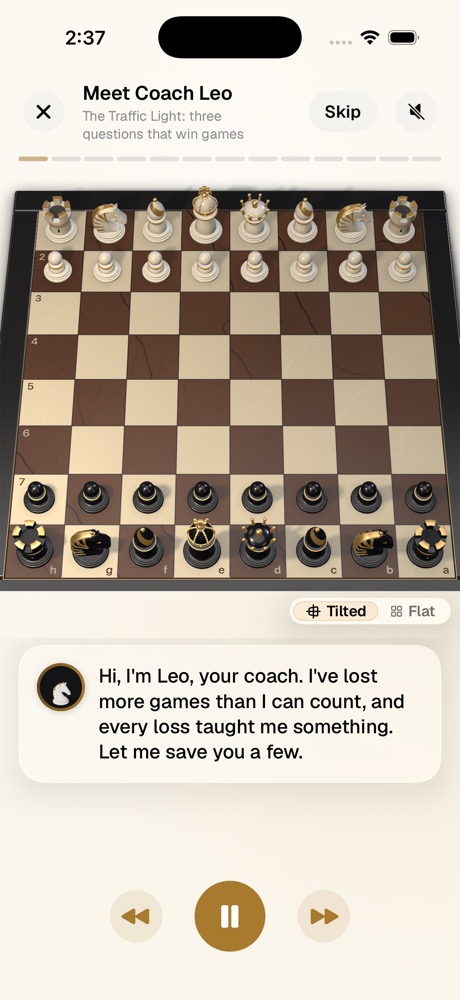 2:37
Meet Coach Leo
The Traffic Light: three
questions that win games
Skip
2
3
4
5
6
7
h g f e d c b a
Tilted
Flat
Hi, I'm Leo, your coach. I've lost
more games than I can count, and
every loss taught me something.
Let me save you a few.